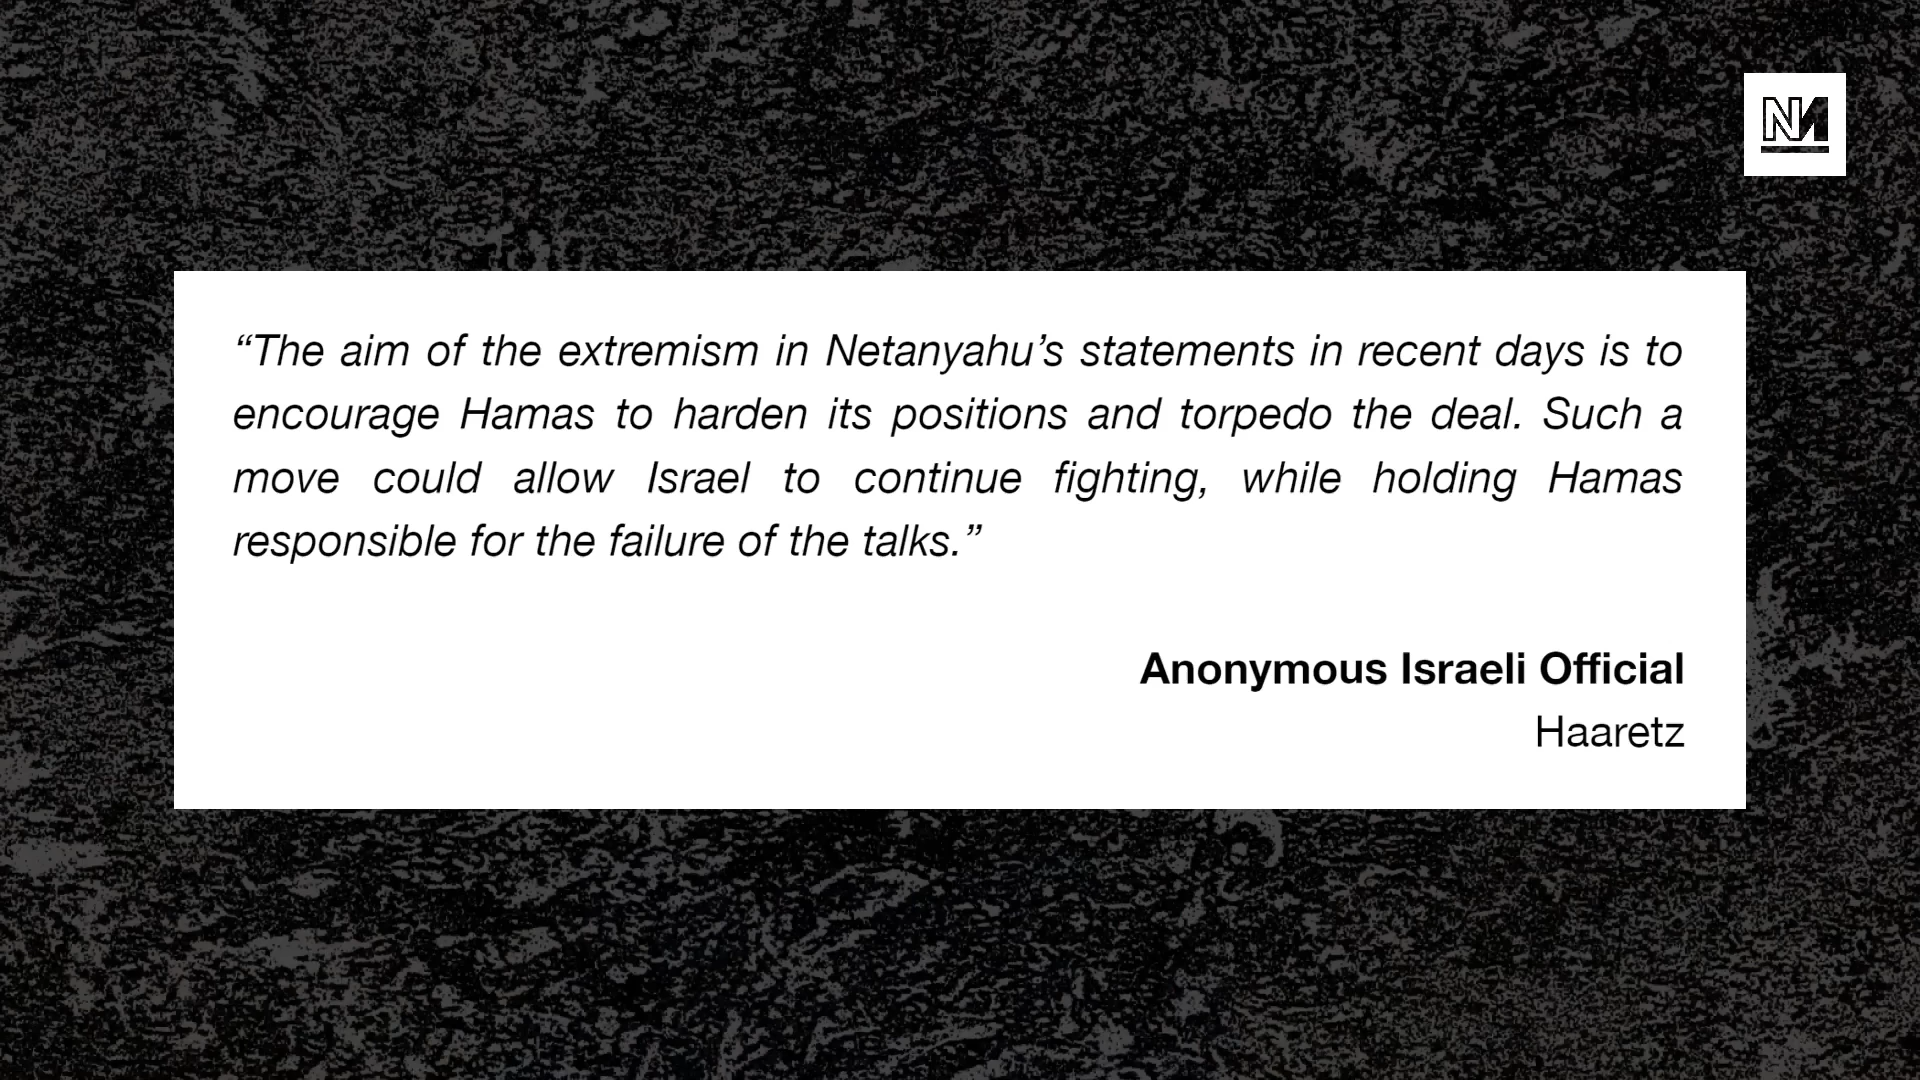 NM
“The aim of the extremism in Netanyahu’s statements in recent days is to
encourage Hamas to harden its positions and torpedo the deal. Such a
move could allow Israel to continue fighting, while holding Hamas
responsible for the failure of the talks.”
Anonymous Israeli Official
Haaretz